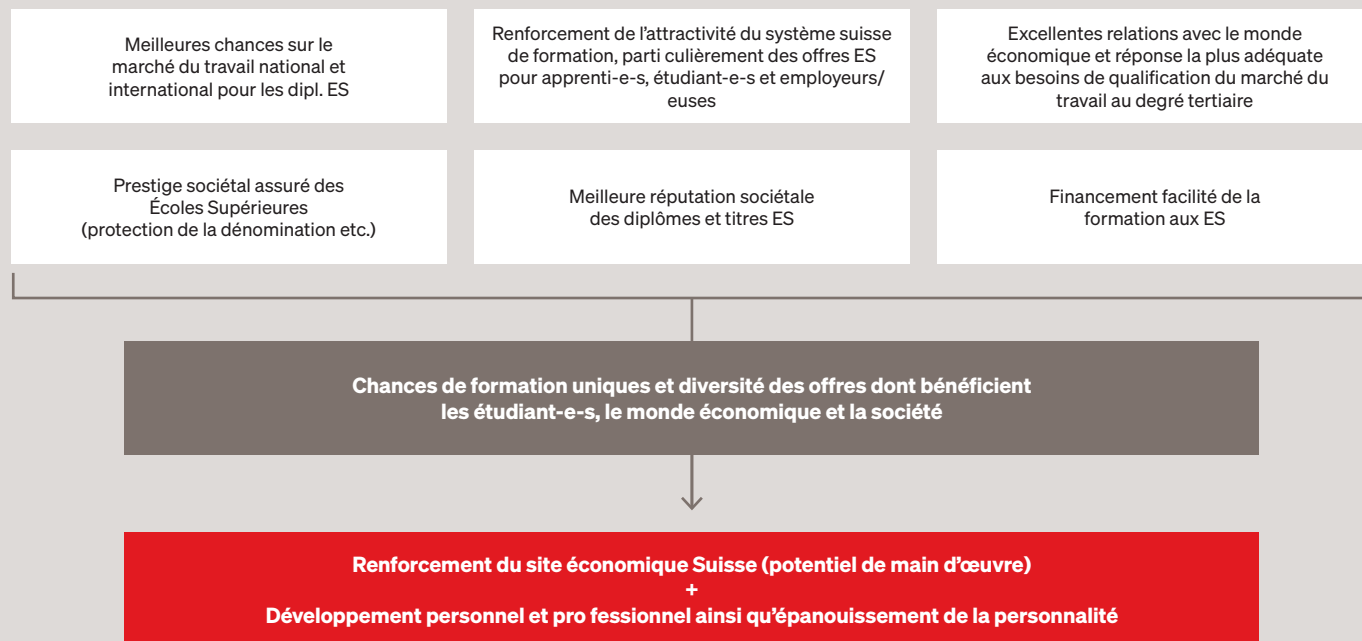 Meilleures chances sur le
marché du travail national et
international pour les dipl. ES
Renforcement de l'attractivité du système suisse
de formation, parti culièrement des offres ES
pour apprenti-e-s, étudiant-e-s et employeurs/
euses
Excellentes relations avec le monde
économique et réponse la plus adéquate
aux besoins de qualification du marché du
travail au degré tertiaire
Prestige sociétal assuré des
Écoles Supérieures
(protection de la dénomination etc.)
Meilleure réputation sociétale
des diplômes et titres ES
Financement facilité de la
formation aux ES
Chances de formation uniques et diversité des offres dont bénéficient
les étudiant-e-s, le monde économique et la société
Renforcement du site économique Suisse (potentiel de main d'œuvre)
+
Développement personnel et pro fessionnel ainsi qu'épanouissement de la personnalité